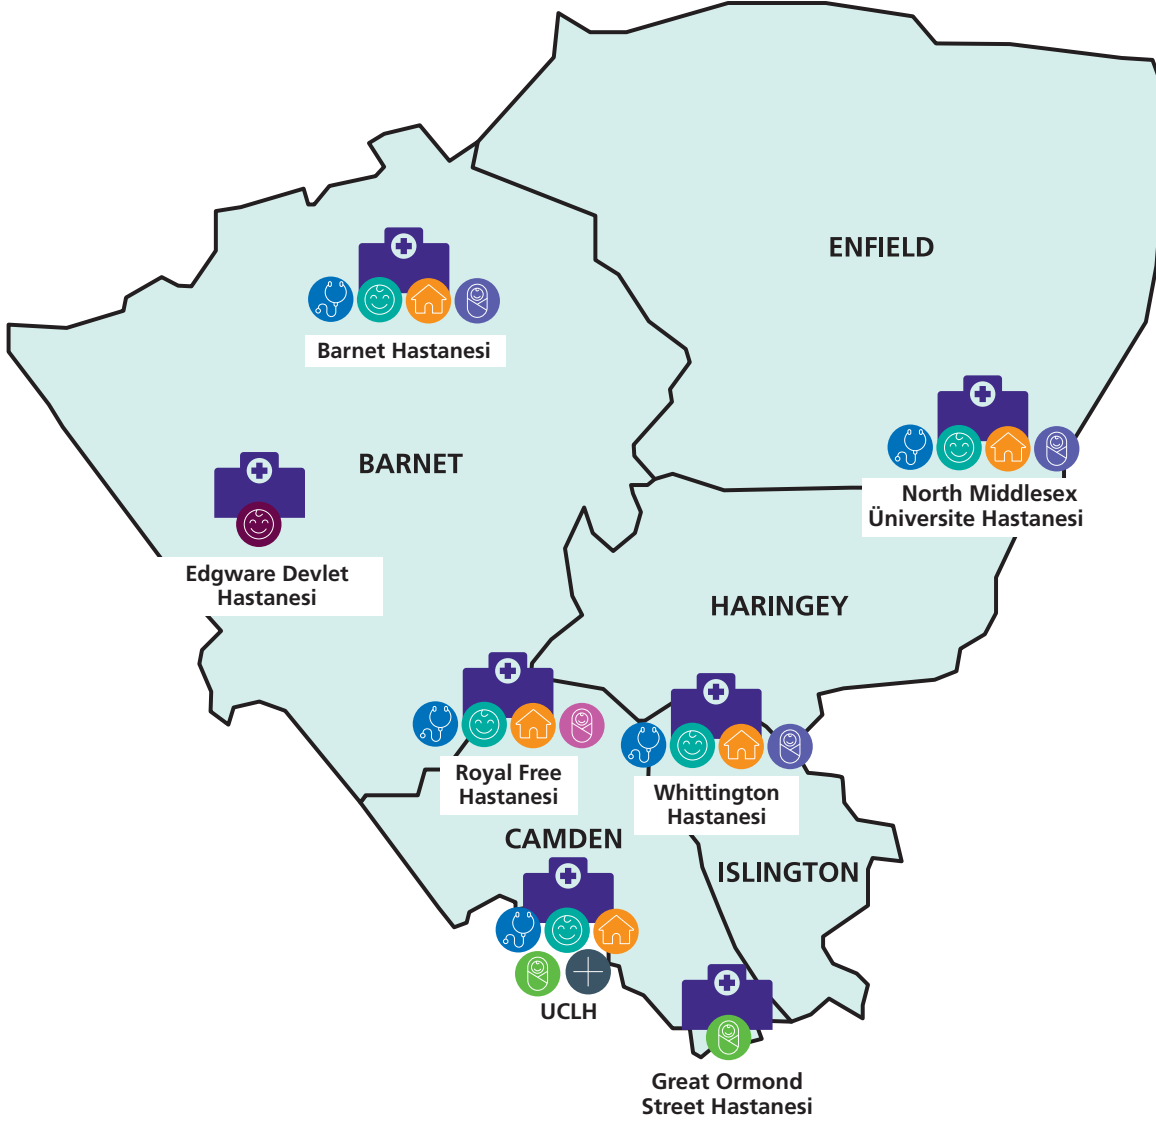 ENFIELD
Barnet Hastanesi
BARNET
North Middlesex
Üniversite Hastanesi
Edgware Devlet
Hastanesi
HARINGEY
Royal Free
Hastanesi
Whittington
Hastanesi
CAMDEN
ISLINGTON
UCLH
Great Ormond
Street Hastanesi